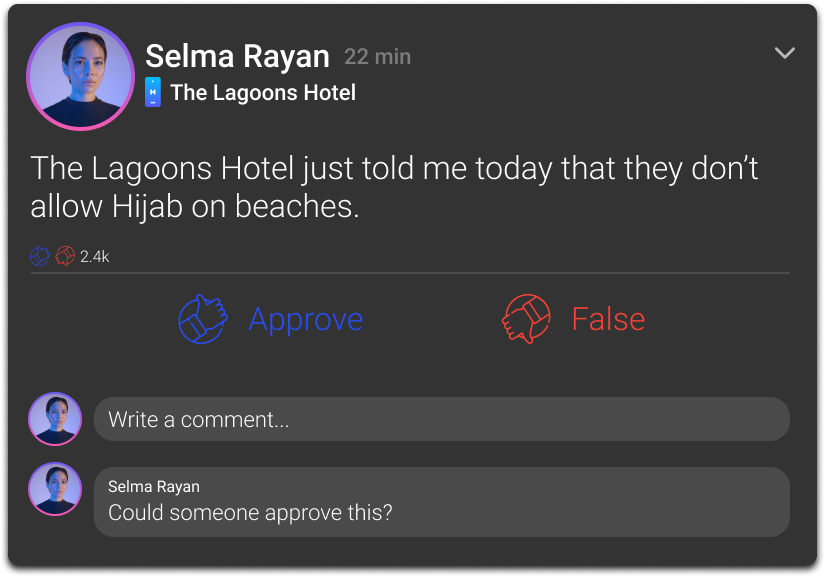 Selma Rayan 22 min
H The Lagoons Hotel
The Lagoons Hotel just told me today that they don’t
allow Hijab on beaches.
2.4k
Approve False
Write a comment...
Selma Rayan
Could someone approve this?